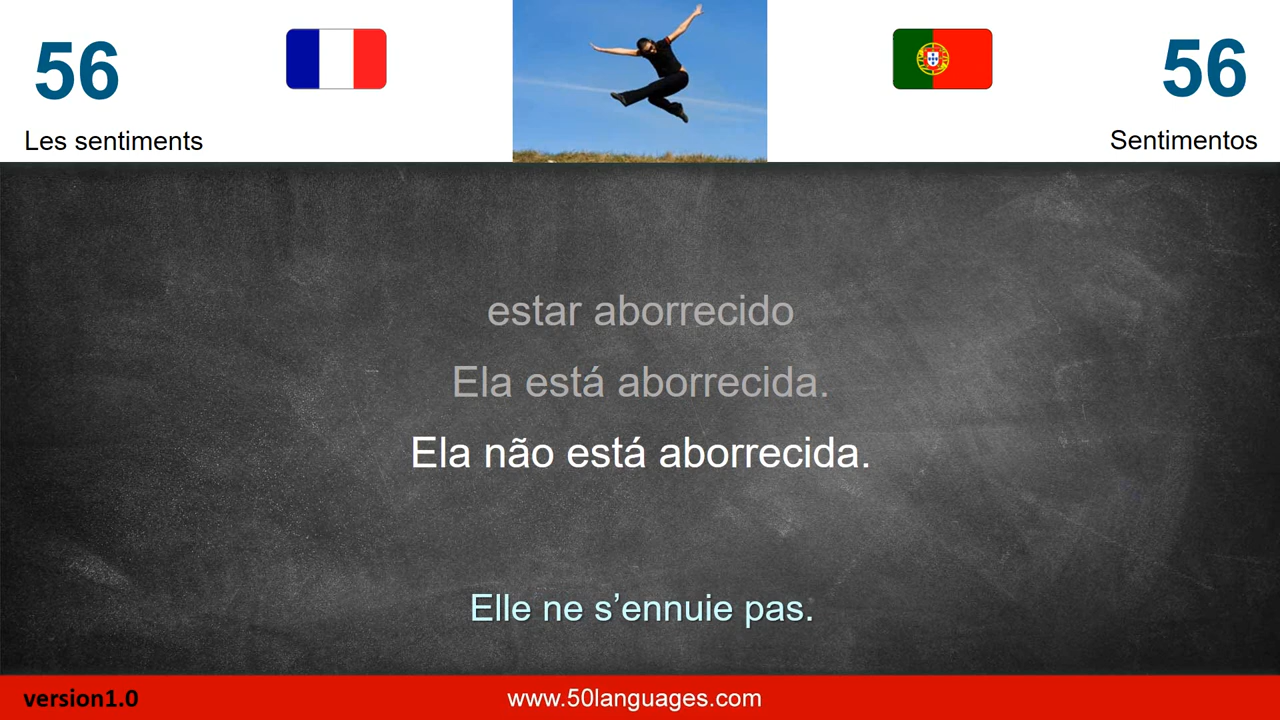 56
56
Les sentiments
Sentimentos
estar aborrecido
Ela está aborrecida.
Ela não está aborrecida.
Elle ne s’ennuie pas.
version1.0
www.50languages.com